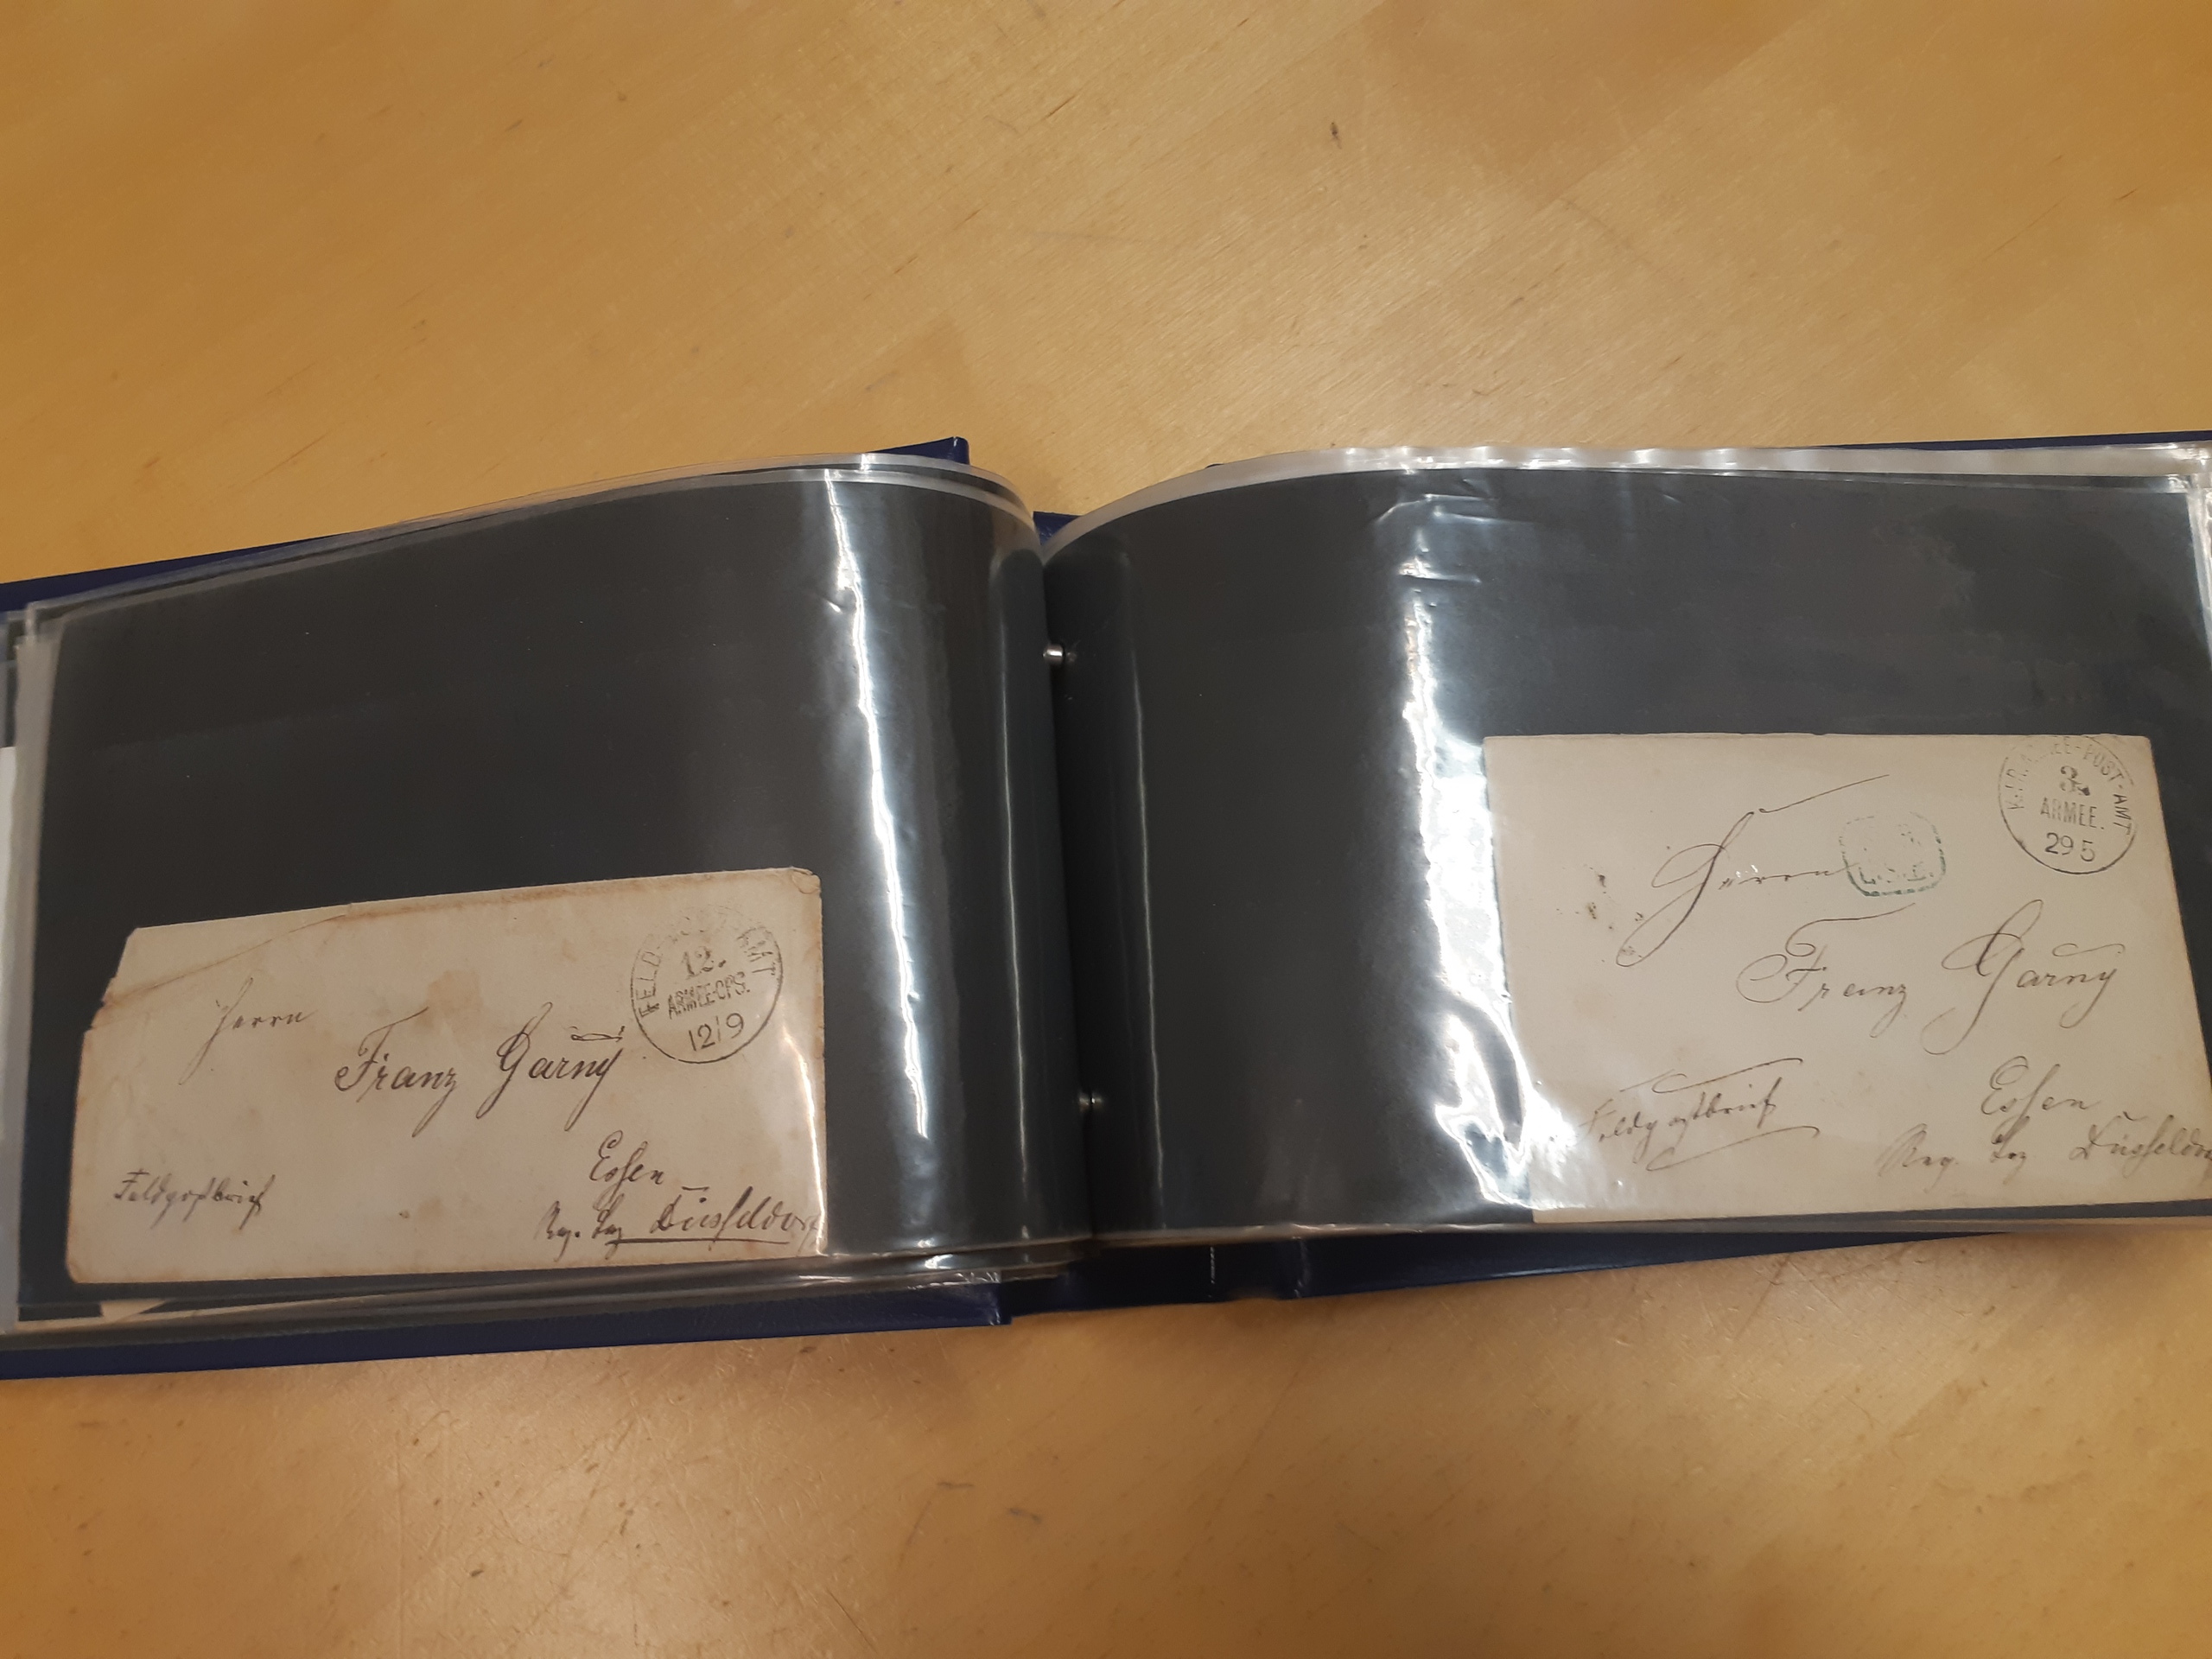 FELD-POST-AMT
12.
ARMEE-CPS.
12/9
Herrn
Franz Garny
Essen
Feldpostbrief
Reg. Bez Düsseldorf
ARMEE-POST-AMT
3.
ARMEE.
29 5
Herrn
Franz Garny
Feldpostbrief
Essen
Reg. Bez Düsseldorf